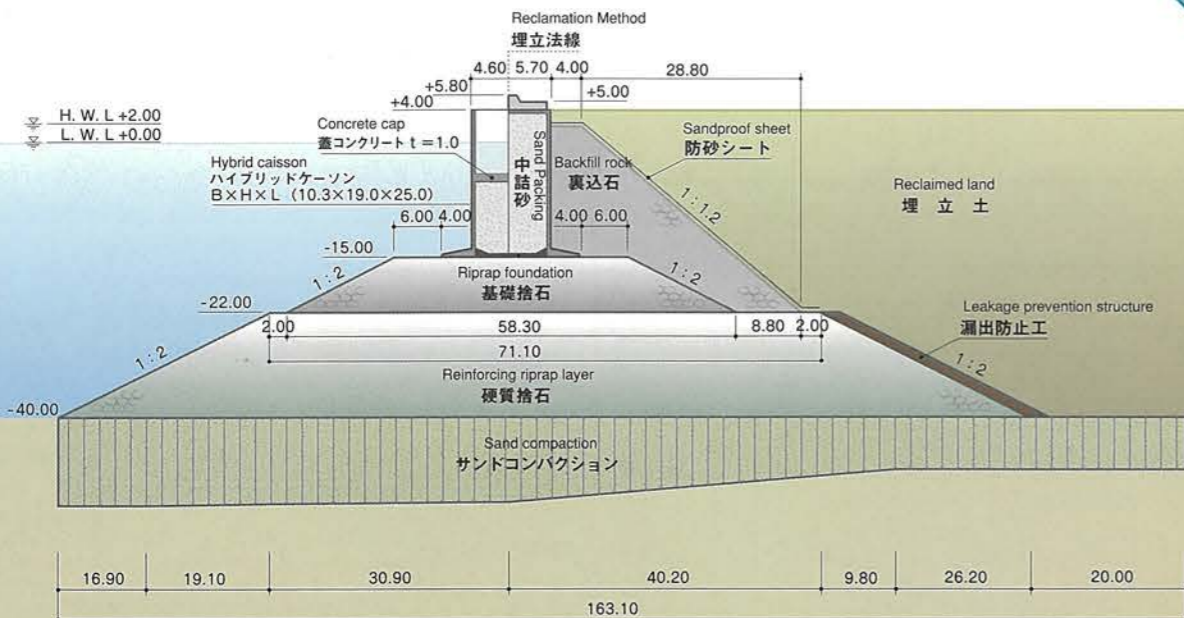 Reclamation Method
埋立法線
4.60 5.70 4.00 28.80
+5.80
+5.00
+4.00
H. W. L +2.00
L. W. L +0.00
Concrete cap
蓋コンクリート t = 1.0
Sand Packing
中詰砂
Backfill rock
裏込石
Sandproof sheet
防砂シート
Hybrid caisson
ハイブリッドケーソン
B×H×L (10.3×19.0×25.0)
Reclaimed land
埋立土
1:1.2
6.00 4.00 4.00 6.00
-15.00
1:2
1:2
Riprap foundation
基礎捨石
-22.00
Leakage prevention structure
漏出防止工
2.00 58.30 8.80 2.00
71.10
1:2
1:2
Reinforcing riprap layer
硬質捨石
-40.00
Sand compaction
サンドコンパクション
16.90 19.10 30.90 40.20 9.80 26.20 20.00
163.10